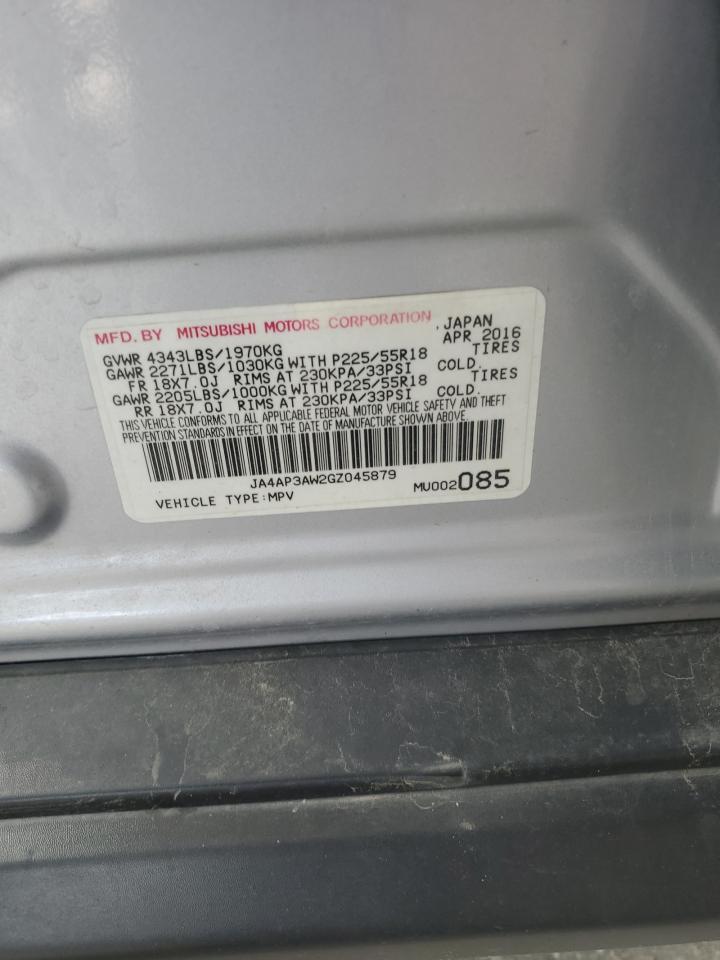 MFD. BY MITSUBISHI MOTORS CORPORATION , JAPAN
GVWR 4343LBS/1970KG APR 2016
GAWR 2271LBS/1030KG WITH P225/55R18 TIRES
FR 18X7.0J RIMS AT 230KPA/33PSI COLD.
GAWR 2205LBS/1000KG WITH P225/55R18 TIRES
RR 18X7.0J RIMS AT 230KPA/33PSI COLD.
THIS VEHICLE CONFORMS TO ALL APPLICABLE FEDERAL MOTOR VEHICLE SAFETY AND THEFT
PREVENTION STANDARDS IN EFFECT ON THE DATE OF MANUFACTURE SHOWN ABOVE.
JA4AP3AW2GZ045879
VEHICLE TYPE:MPV MU002085